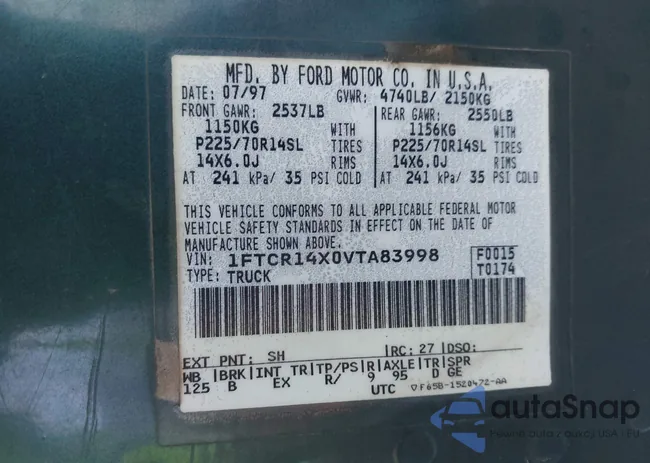 MFD. BY FORD MOTOR CO. IN U.S.A.
DATE: 07/97 GVWR: 4740LB/ 2150KG
FRONT GAWR: 2537LB REAR GAWR: 2550LB
1150KG WITH 1156KG WITH
P225/70R14SL TIRES P225/70R14SL TIRES
14X6.0J RIMS 14X6.0J RIMS
AT 241 kPa/ 35 PSI COLD AT 241 kPa/ 35 PSI COLD
THIS VEHICLE CONFORMS TO ALL APPLICABLE FEDERAL MOTOR
VEHICLE SAFETY STANDARDS IN EFFECT ON THE DATE OF
MANUFACTURE SHOWN ABOVE.
VIN: 1FTCR14X0VTA83998 F0015
TYPE: TRUCK T0174
EXT PNT: SH RC: 27 DSO:
WB BRK INT TR TP/PS R AXLE TR SPR
125 B EX R/ 9 95 D GE
UTC F65B-1520472-AA
autoSnap